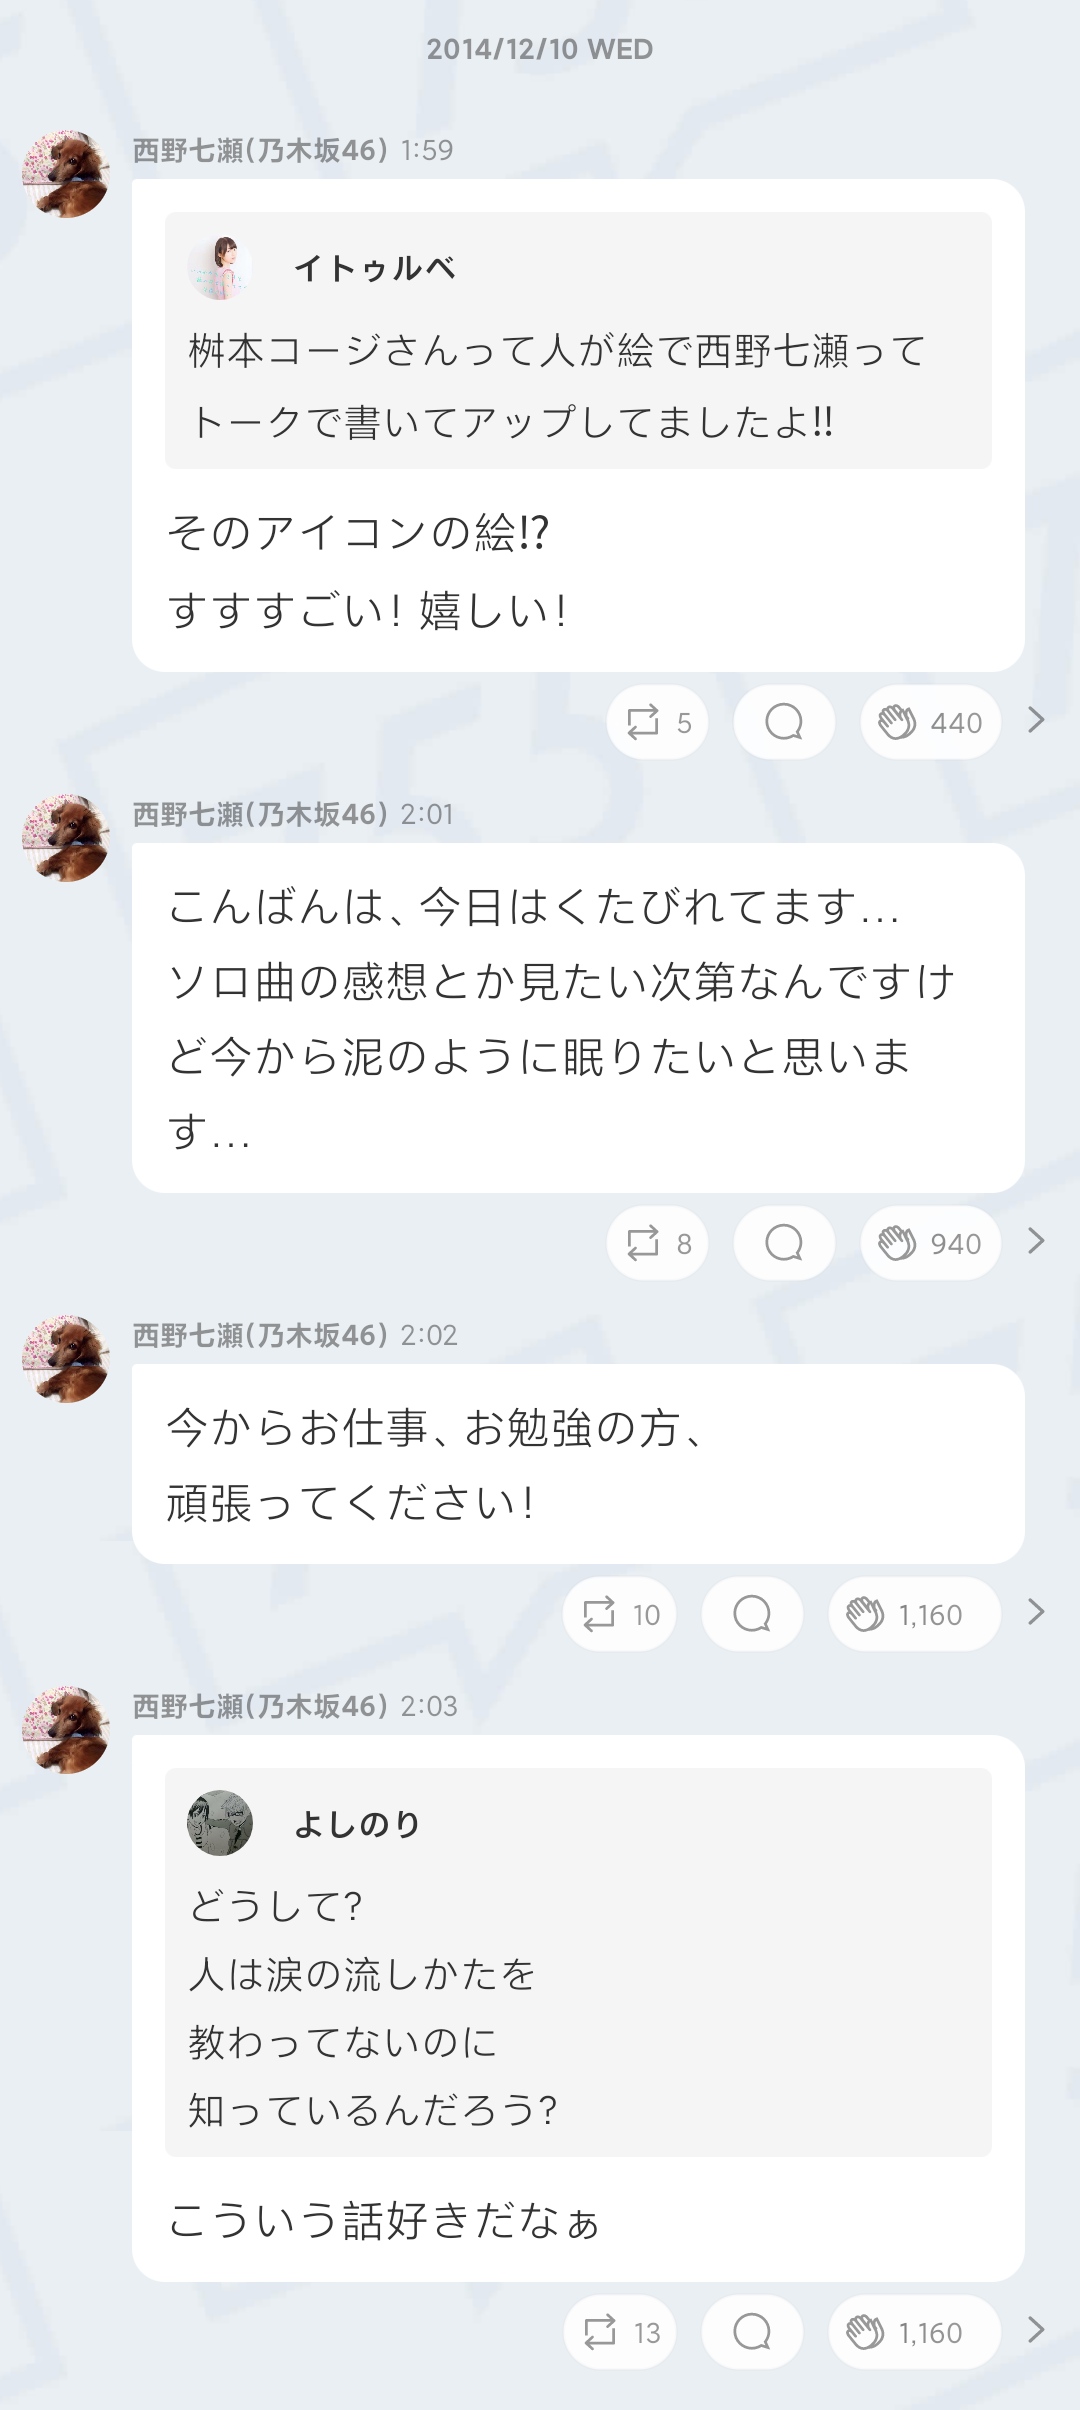 2014/12/10 WED
西野七瀬(乃木坂46) 1:59
イトゥルベ
桝本コージさんって人が絵で西野七瀬って
トークで書いてアップしてましたよ!!
そのアイコンの絵!?
すすすごい! 嬉しい!
5
440
西野七瀬(乃木坂46) 2:01
こんばんは、今日はくたびれてます...
ソロ曲の感想とか見たい次第なんですけ
ど今から泥のように眠りたいと思いま
す...
8
940
西野七瀬(乃木坂46) 2:02
今からお仕事、お勉強の方、
頑張ってください!
10
1,160
西野七瀬(乃木坂46) 2:03
よしのり
どうして?
人は涙の流しかたを
教わってないのに
知っているんだろう?
こういう話好きだなぁ
13
1,160